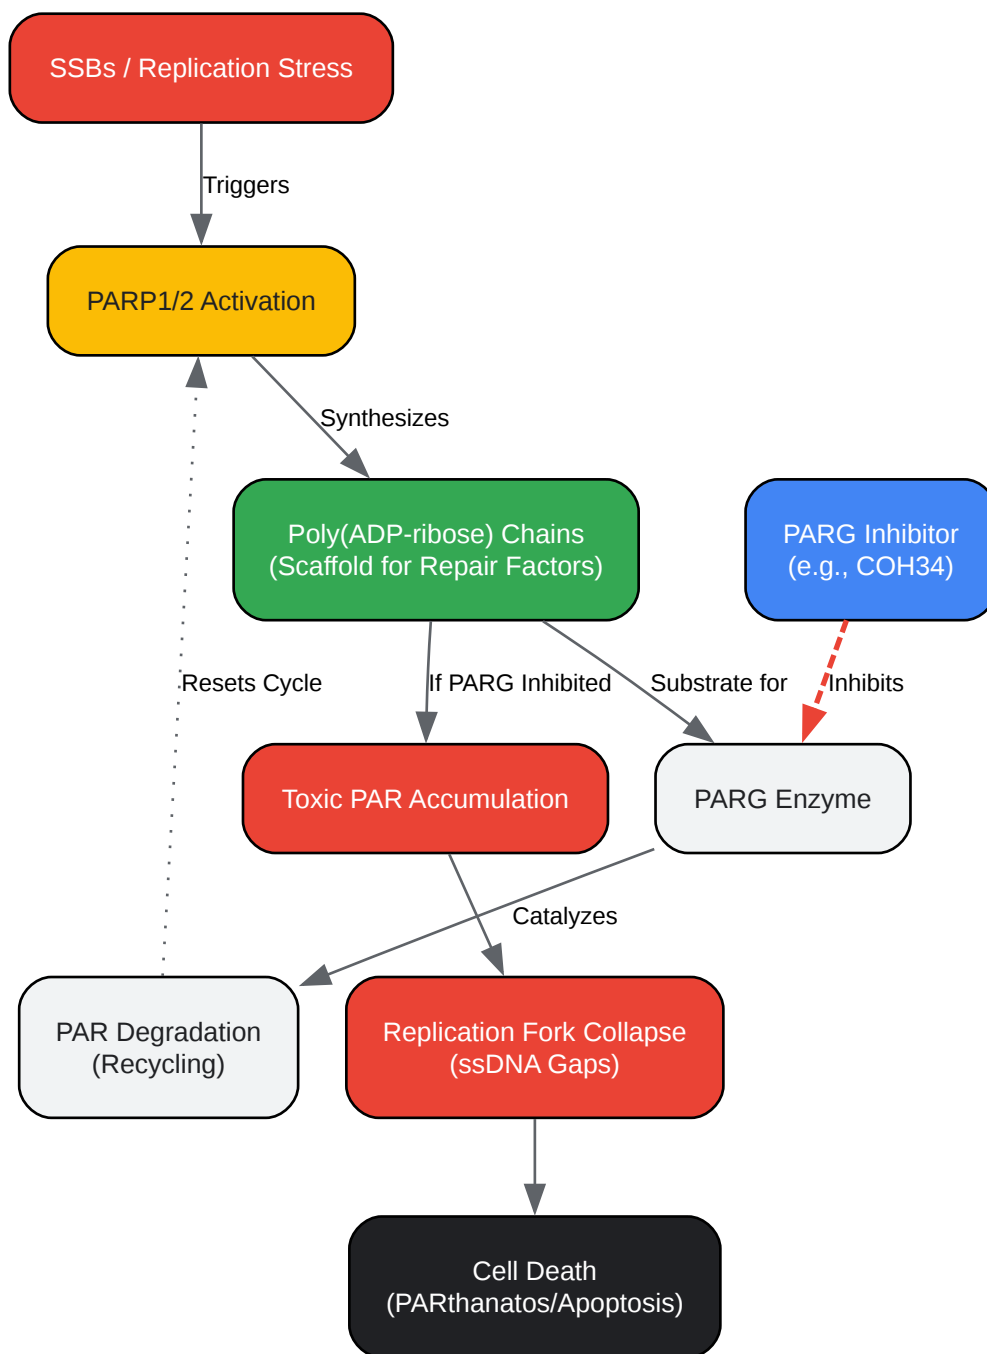 SSBs / Replication Stress
Triggers
PARP1/2 Activation
Synthesizes
Poly(ADP-ribose) Chains
(Scaffold for Repair Factors)
PARG Inhibitor
(e.g., COH34)
Resets Cycle
If PARG Inhibited
Substrate for
Inhibits
Toxic PAR Accumulation
PARG Enzyme
Catalyzes
PAR Degradation
(Recycling)
Replication Fork Collapse
(ssDNA Gaps)
Cell Death
(PARthanatos/Apoptosis)